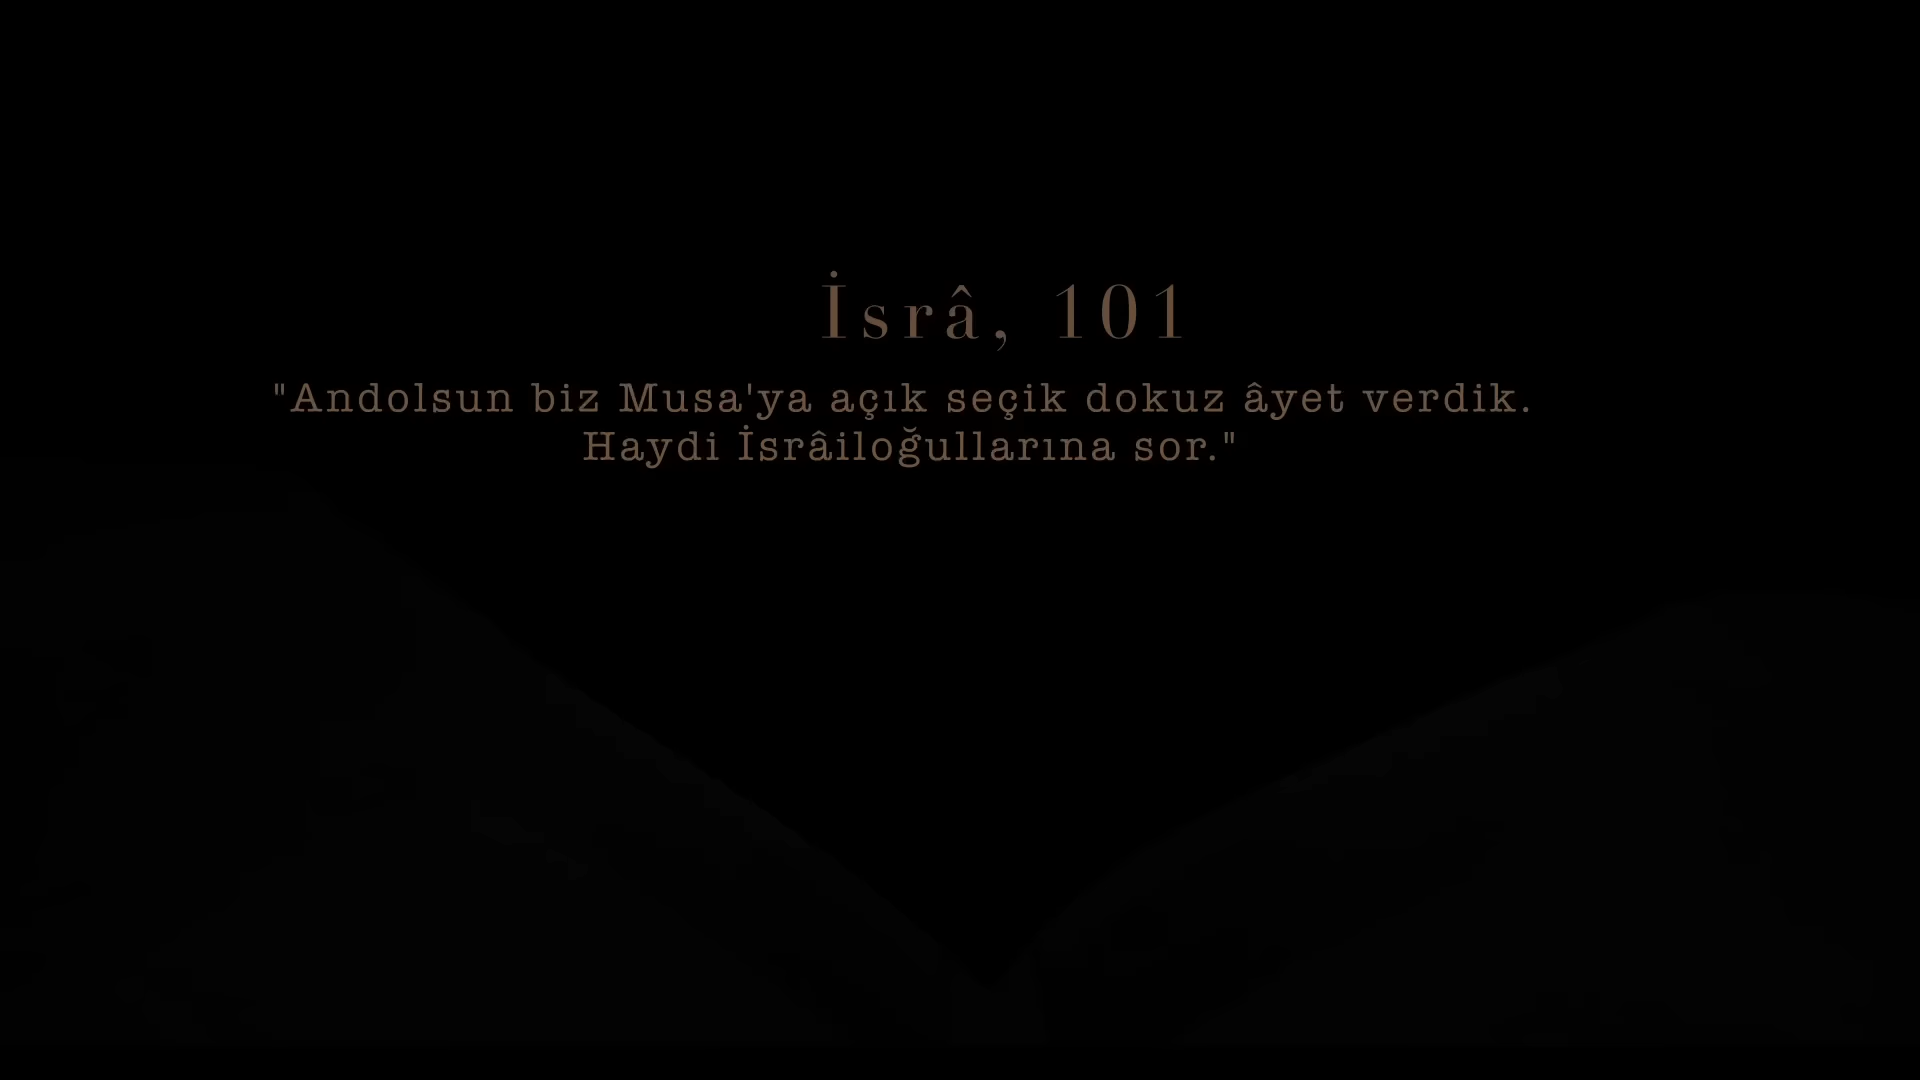 İsrâ, 101
"Andolsun biz Musa'ya açık seçik dokuz âyet verdik.
Haydi İsrâiloğullarına sor."